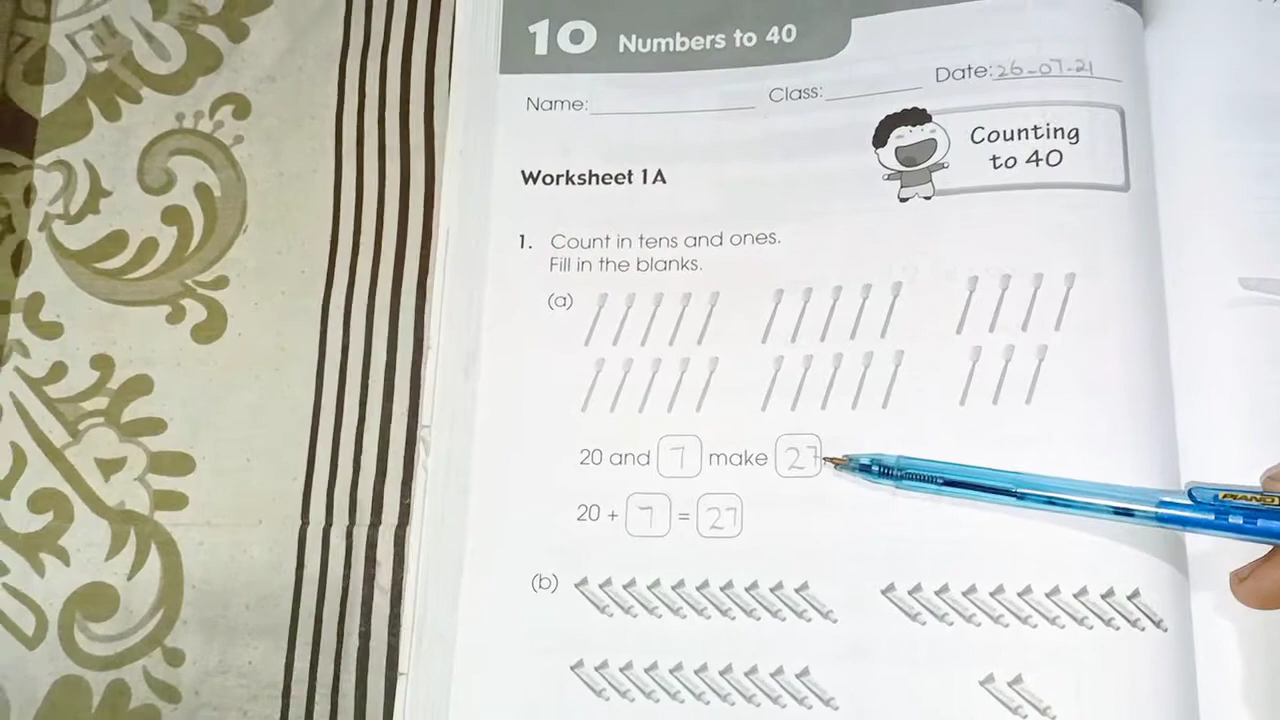 10 Numbers to 40
Name: Class: Date: 26-07-21
Counting
to 40
Worksheet 1A
1. Count in tens and ones.
Fill in the blanks.
(a)
20 and 7 make 27
20 + 7 = 27
(b)
PIANO